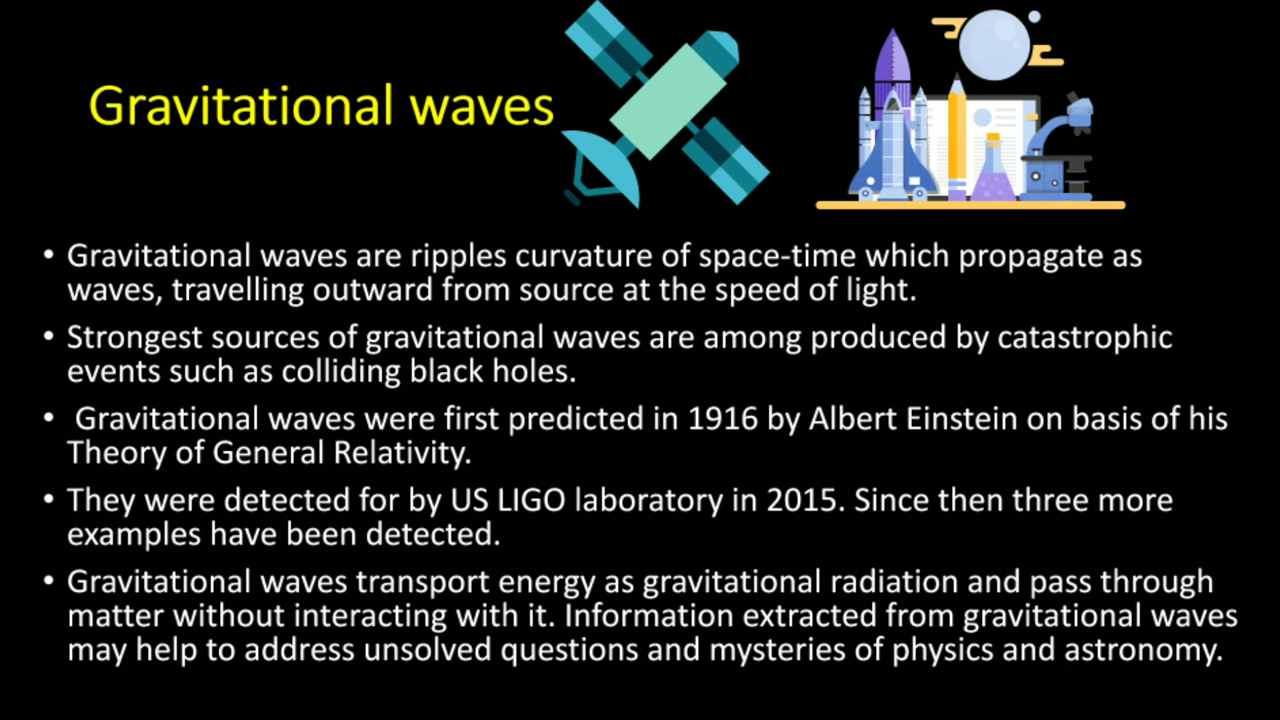 Gravitational waves
• Gravitational waves are ripples curvature of space-time which propagate as
waves, travelling outward from source at the speed of light.
• Strongest sources of gravitational waves are among produced by catastrophic
events such as colliding black holes.
• Gravitational waves were first predicted in 1916 by Albert Einstein on basis of his
Theory of General Relativity.
• They were detected for by US LIGO laboratory in 2015. Since then three more
examples have been detected.
• Gravitational waves transport energy as gravitational radiation and pass through
matter without interacting with it. Information extracted from gravitational waves
may help to address unsolved questions and mysteries of physics and astronomy.